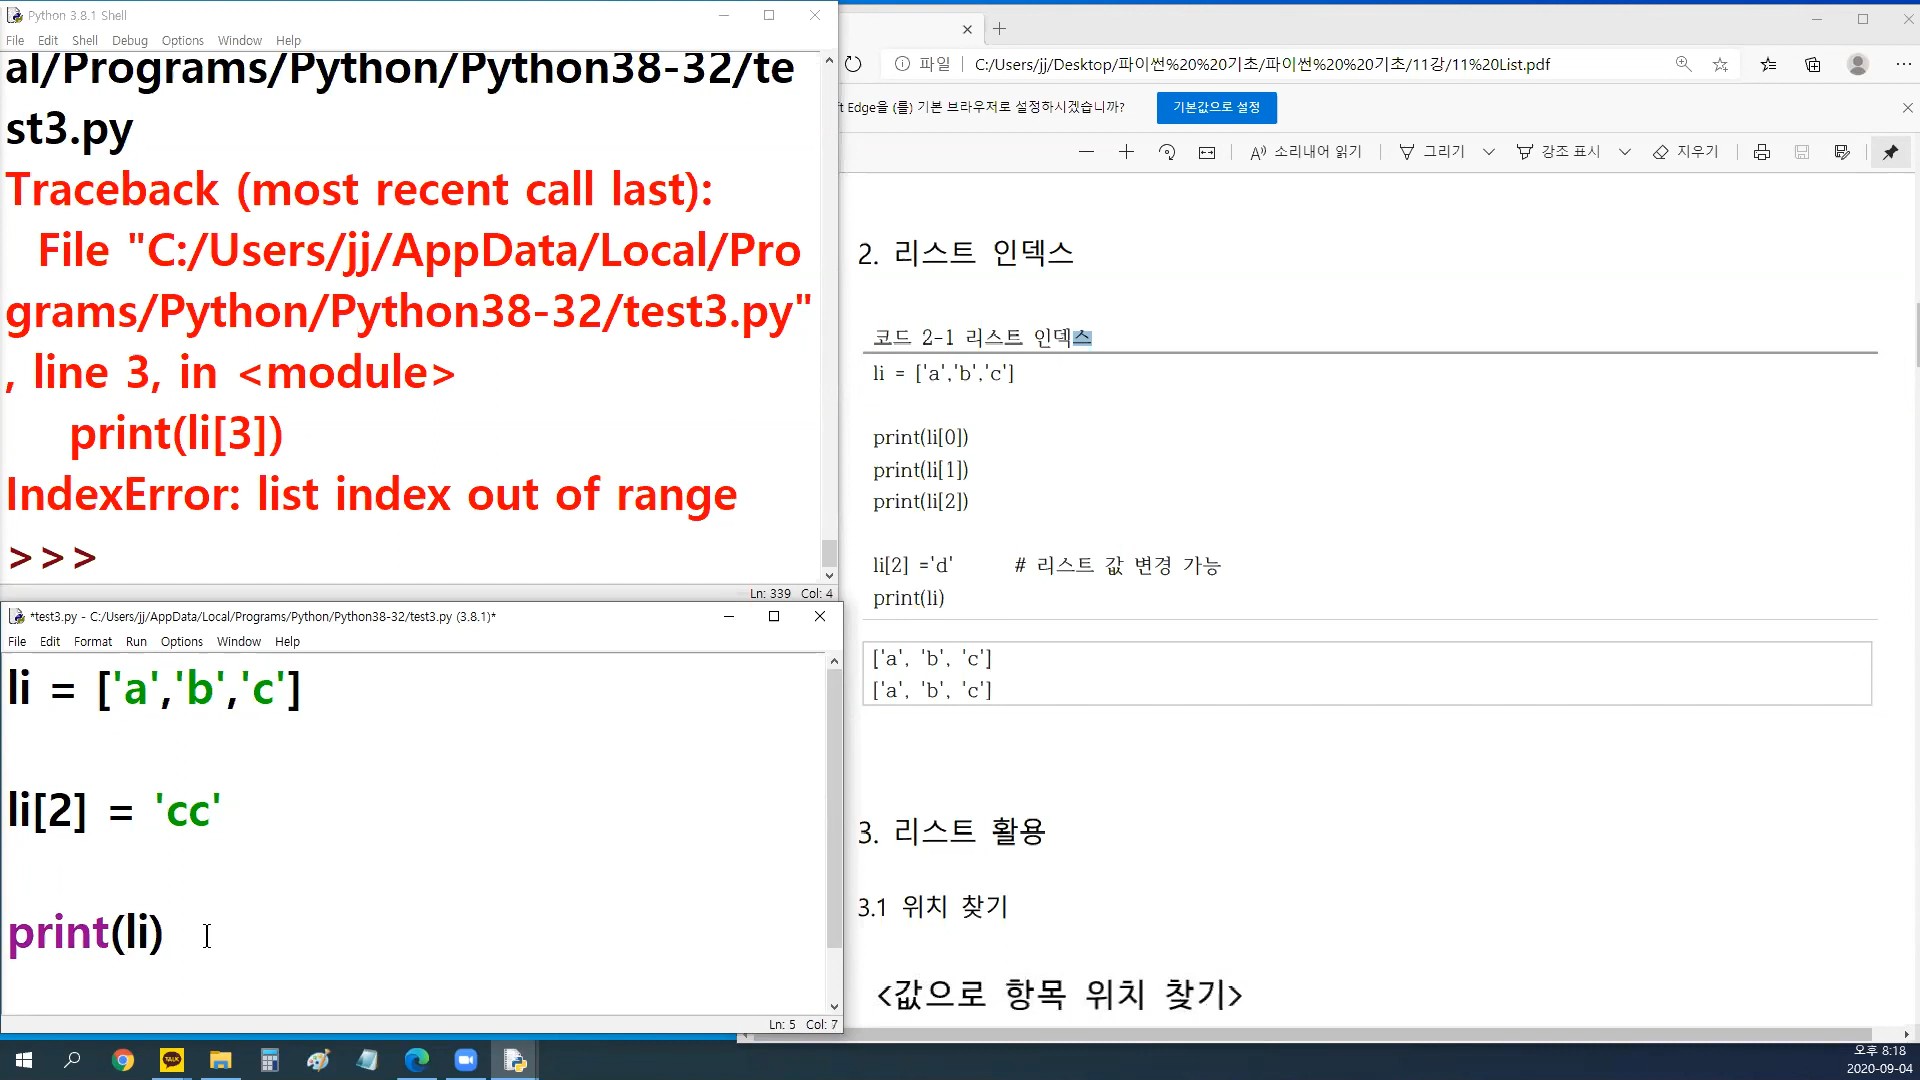 Python 3.8.1 Shell
File Edit Shell Debug Options Window Help
al/Programs/Python/Python38-32/te
st3.py
Traceback (most recent call last):
File "C:/Users/jj/AppData/Local/Pro
grams/Python/Python38-32/test3.py"
, line 3, in <module>
print(li[3])
IndexError: list index out of range
>>>
Ln: 339 Col: 4
*test3.py - C:/Users/jj/AppData/Local/Programs/Python/Python38-32/test3.py (3.8.1)*
File Edit Format Run Options Window Help
li = ['a','b','c']
li[2] = 'cc'
print(li)
Ln: 5 Col: 7
파일 C:/Users/jj/Desktop/파이썬%20%20기초/파이썬%20%20기초/11강/11%20List.pdf
t Edge을 (를) 기본 브라우저로 설정하시겠습니까? 기본값으로 설정
소리내어 읽기 그리기 강조 표시 지우기
2. 리스트 인덱스
코드 2-1 리스트 인덱스
li = ['a','b','c']
print(li[0])
print(li[1])
print(li[2])
li[2] ='d' # 리스트 값 변경 가능
print(li)
['a', 'b', 'c']
['a', 'b', 'c']
3. 리스트 활용
3.1 위치 찾기
<값으로 항목 위치 찾기>
TALK
오후 8:18
2020-09-04